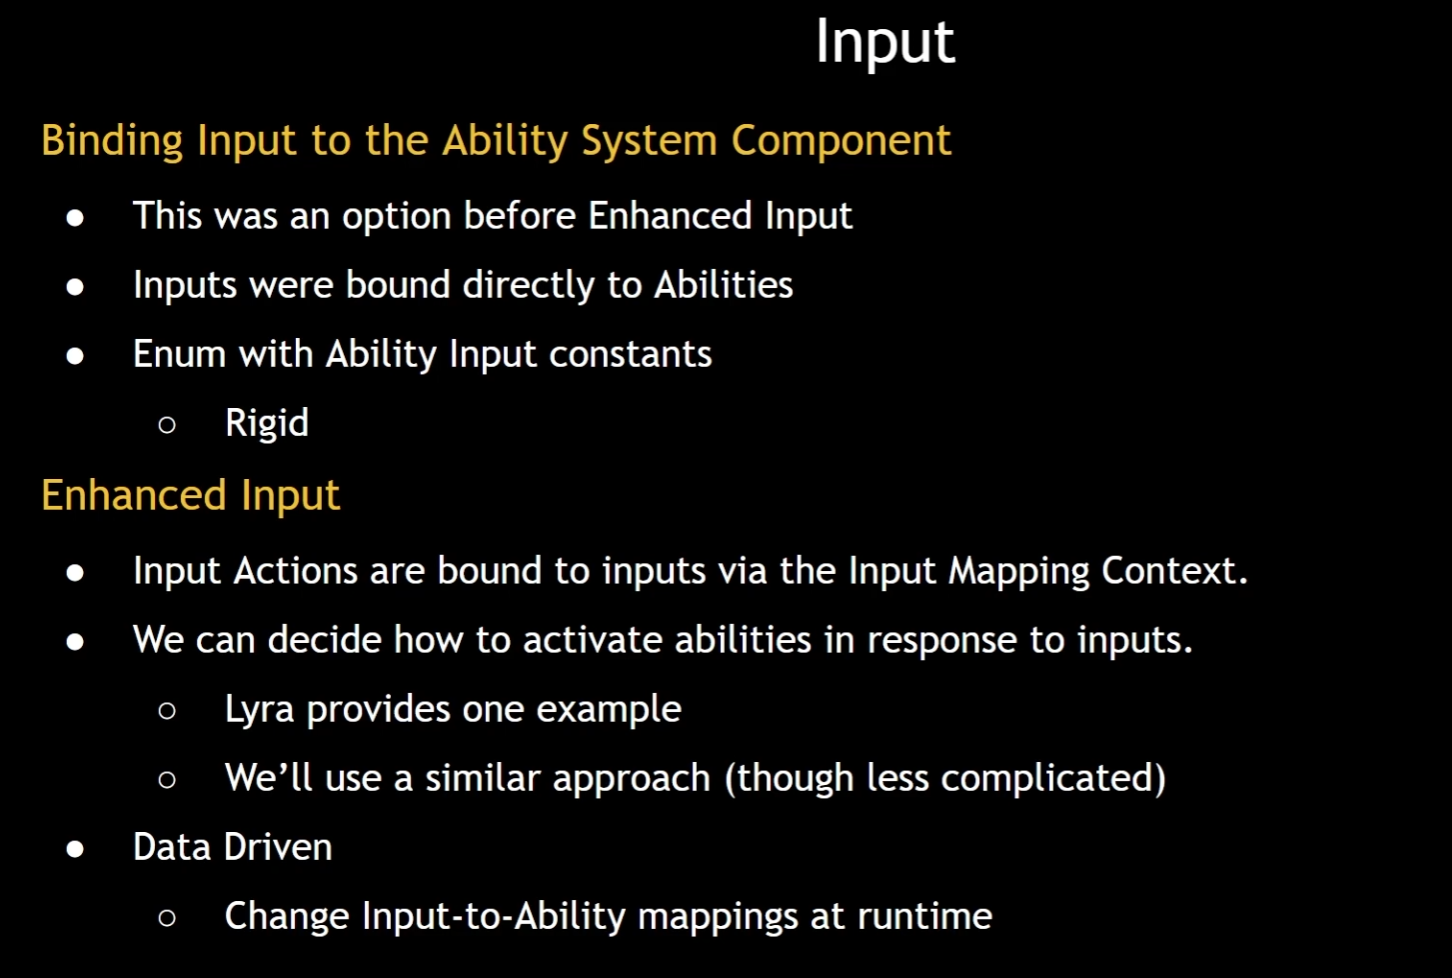 Input
Binding Input to the Ability System Component
● This was an option before Enhanced Input
● Inputs were bound directly to Abilities
● Enum with Ability Input constants
○ Rigid
Enhanced Input
● Input Actions are bound to inputs via the Input Mapping Context.
● We can decide how to activate abilities in response to inputs.
○ Lyra provides one example
○ We’ll use a similar approach (though less complicated)
● Data Driven
○ Change Input-to-Ability mappings at runtime